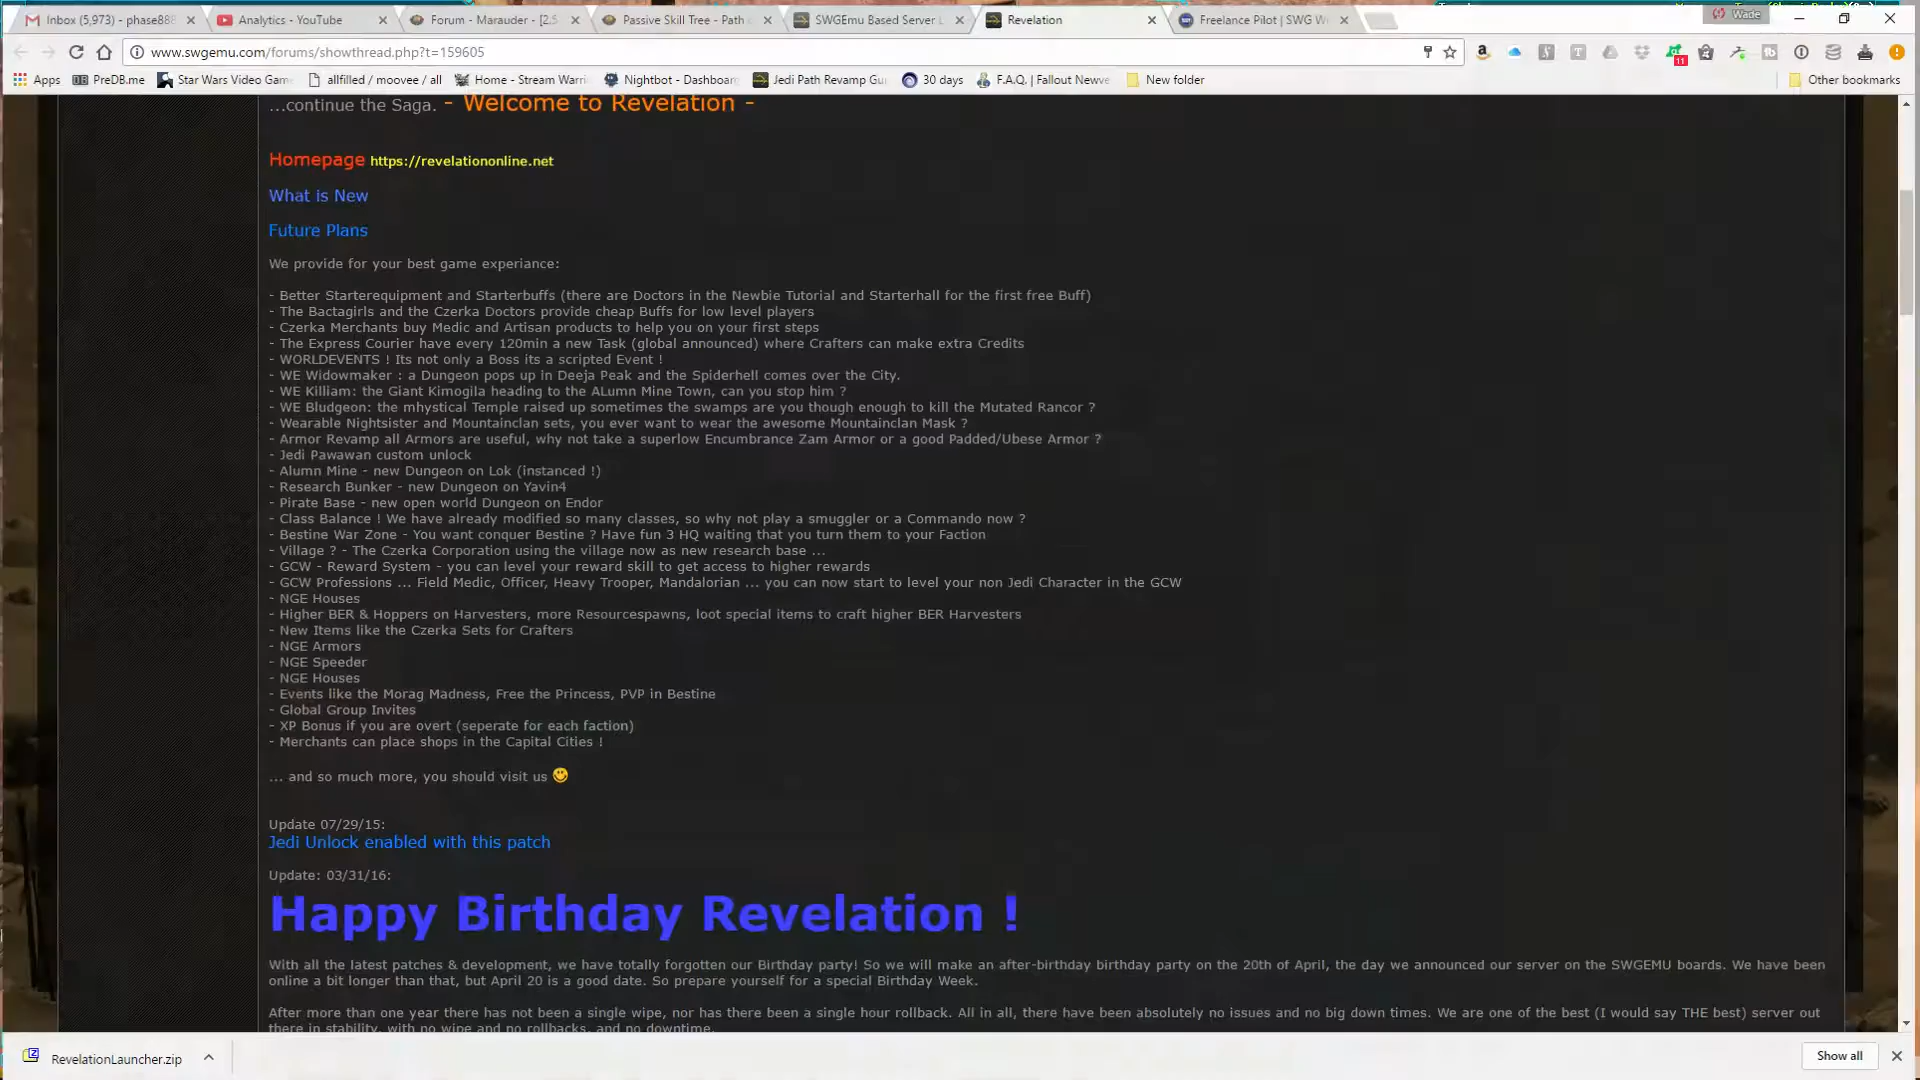 Inbox (5,973) - phase888
Analytics - YouTube
Forum - Marauder - [2.5
Passive Skill Tree - Path
SWGEmu Based Server L
Revelation
Freelance Pilot | SWG W
Wade
www.swgemu.com/forums/showthread.php?t=159605
11
Apps
PreDB.me
Star Wars Video Gam
allfilled / moovee / all
Home - Stream Warri
Nightbot - Dashboar
Jedi Path Revamp Gu
30 days
F.A.Q. | Fallout Newve
New folder
Other bookmarks
...continue the Saga. - Welcome to Revelation -
Homepage https://revelationonline.net
What is New
Future Plans
We provide for your best game experiance:
- Better Starterequipment and Starterbuffs (there are Doctors in the Newbie Tutorial and Starterhall for the first free Buff)
- The Bactagirls and the Czerka Doctors provide cheap Buffs for low level players
- Czerka Merchants buy Medic and Artisan products to help you on your first steps
- The Express Courier have every 120min a new Task (global announced) where Crafters can make extra Credits
- WORLDEVENTS ! Its not only a Boss its a scripted Event !
- WE Widowmaker : a Dungeon pops up in Deeja Peak and the Spiderhell comes over the City.
- WE Killiam: the Giant Kimogila heading to the ALumn Mine Town, can you stop him ?
- WE Bludgeon: the mhystical Temple raised up sometimes the swamps are you though enough to kill the Mutated Rancor ?
- Wearable Nightsister and Mountainclan sets, you ever want to wear the awesome Mountainclan Mask ?
- Armor Revamp all Armors are useful, why not take a superlow Encumbrance Zam Armor or a good Padded/Ubese Armor ?
- Jedi Pawawan custom unlock
- Alumn Mine - new Dungeon on Lok (instanced !)
- Research Bunker - new Dungeon on Yavin4
- Pirate Base - new open world Dungeon on Endor
- Class Balance ! We have already modified so many classes, so why not play a smuggler or a Commando now ?
- Bestine War Zone - You want conquer Bestine ? Have fun 3 HQ waiting that you turn them to your Faction
- Village ? - The Czerka Corporation using the village now as new research base ...
- GCW - Reward System - you can level your reward skill to get access to higher rewards
- GCW Professions ... Field Medic, Officer, Heavy Trooper, Mandalorian ... you can now start to level your non Jedi Character in the GCW
- NGE Houses
- Higher BER & Hoppers on Harvesters, more Resourcespawns, loot special items to craft higher BER Harvesters
- New Items like the Czerka Sets for Crafters
- NGE Armors
- NGE Speeder
- NGE Houses
- Events like the Morag Madness, Free the Princess, PVP in Bestine
- Global Group Invites
- XP Bonus if you are overt (seperate for each faction)
- Merchants can place shops in the Capital Cities !
... and so much more, you should visit us
Update 07/29/15:
Jedi Unlock enabled with this patch
Update: 03/31/16:
Happy Birthday Revelation !
With all the latest patches & development, we have totally forgotten our Birthday party! So we will make an after-birthday birthday party on the 20th of April, the day we announced our server on the SWGEMU boards. We have been
online a bit longer than that, but April 20 is a good date. So prepare yourself for a special Birthday Week.
After more than one year there has not been a single wipe, nor has there been a single hour rollback. All in all, there have been absolutely no issues and no big down times. We are one of the best (I would say THE best) server out
there in stability, with no wipe and no rollbacks, and no downtime.
RevelationLauncher.zip
Show all